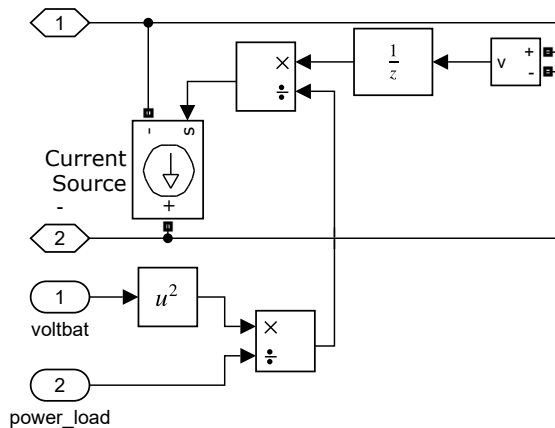 1
×
÷
1
z
v
+
-
-
s
Current
Source
-
+
2
1
voltbat
u²
×
÷
2
power_load